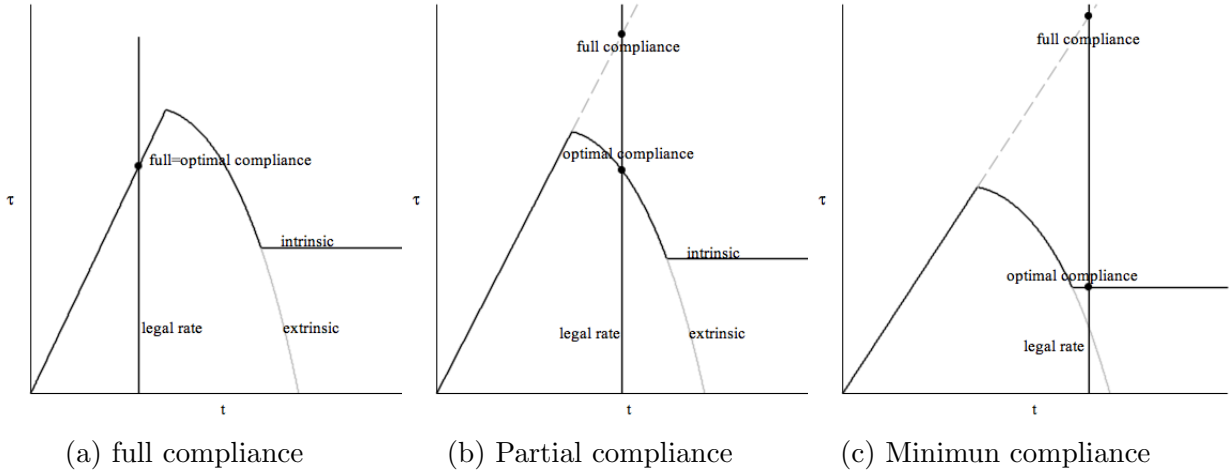 τ
full=optimal compliance
intrinsic
legal rate
extrinsic
t
(a) full compliance
τ
full compliance
optimal compliance
intrinsic
legal rate
extrinsic
t
(b) Partial compliance
τ
full compliance
optimal compliance
legal rate
t
(c) Minimun compliance